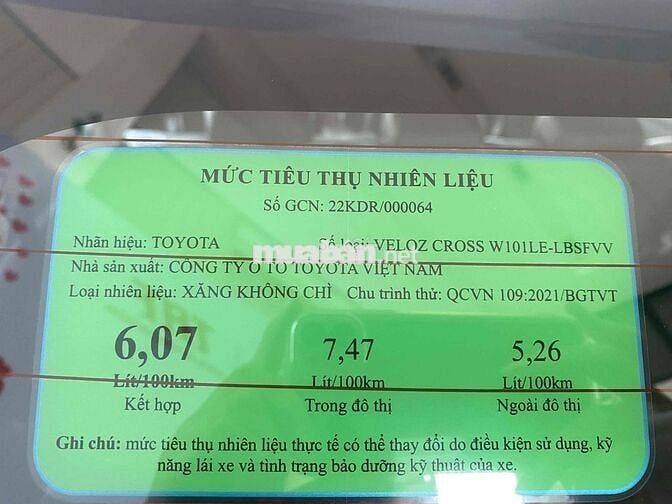 MỨC TIÊU THỤ NHIÊN LIỆU
Số GCN: 22KDR/000064
Nhãn hiệu: TOYOTA Số loại: VELOZ CROSS W101LE-LBSFVV
muaban.net
Nhà sản xuất: CÔNG TY Ô TÔ TOYOTA VIỆT NAM
Loại nhiên liệu: XĂNG KHÔNG CHÌ Chu trình thử: QCVN 109:2021/BGTVT
6,07 7,47 5,26
Lít/100km Lít/100km Lít/100km
Kết hợp Trong đô thị Ngoài đô thị
Ghi chú: mức tiêu thụ nhiên liệu thực tế có thể thay đổi do điều kiện sử dụng, kỹ
năng lái xe và tình trạng bảo dưỡng kỹ thuật của xe.